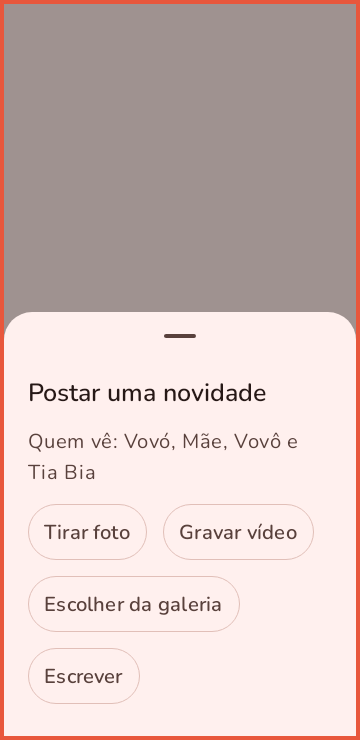 Postar uma novidade
Quem vê: Vovó, Mãe, Vovô e
Tia Bia
Tirar foto
Gravar vídeo
Escolher da galeria
Escrever